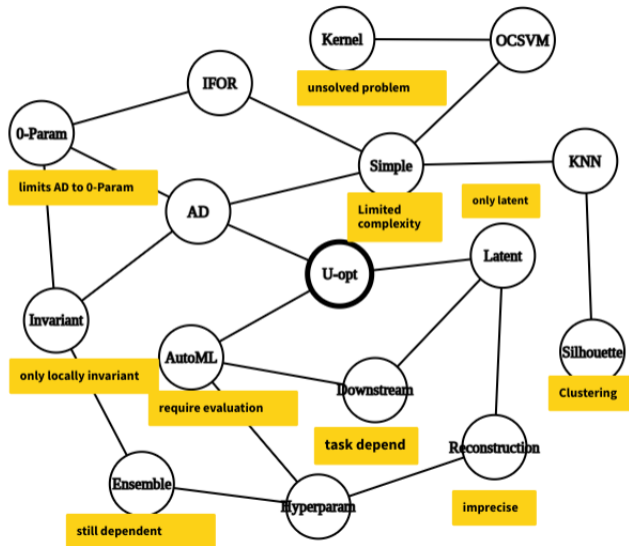 Kernel
OCSVM
IFOR
unsolved problem
0-Param
Simple
KNN
limits AD to 0-Param
only latent
AD
Limited
complexity
U-opt
Latent
Invariant
AutoML
Silhouette
only locally invariant
Downstream
Clustering
require evaluation
task depend
Reconstruction
Ensemble
Hyperparam
imprecise
still dependent